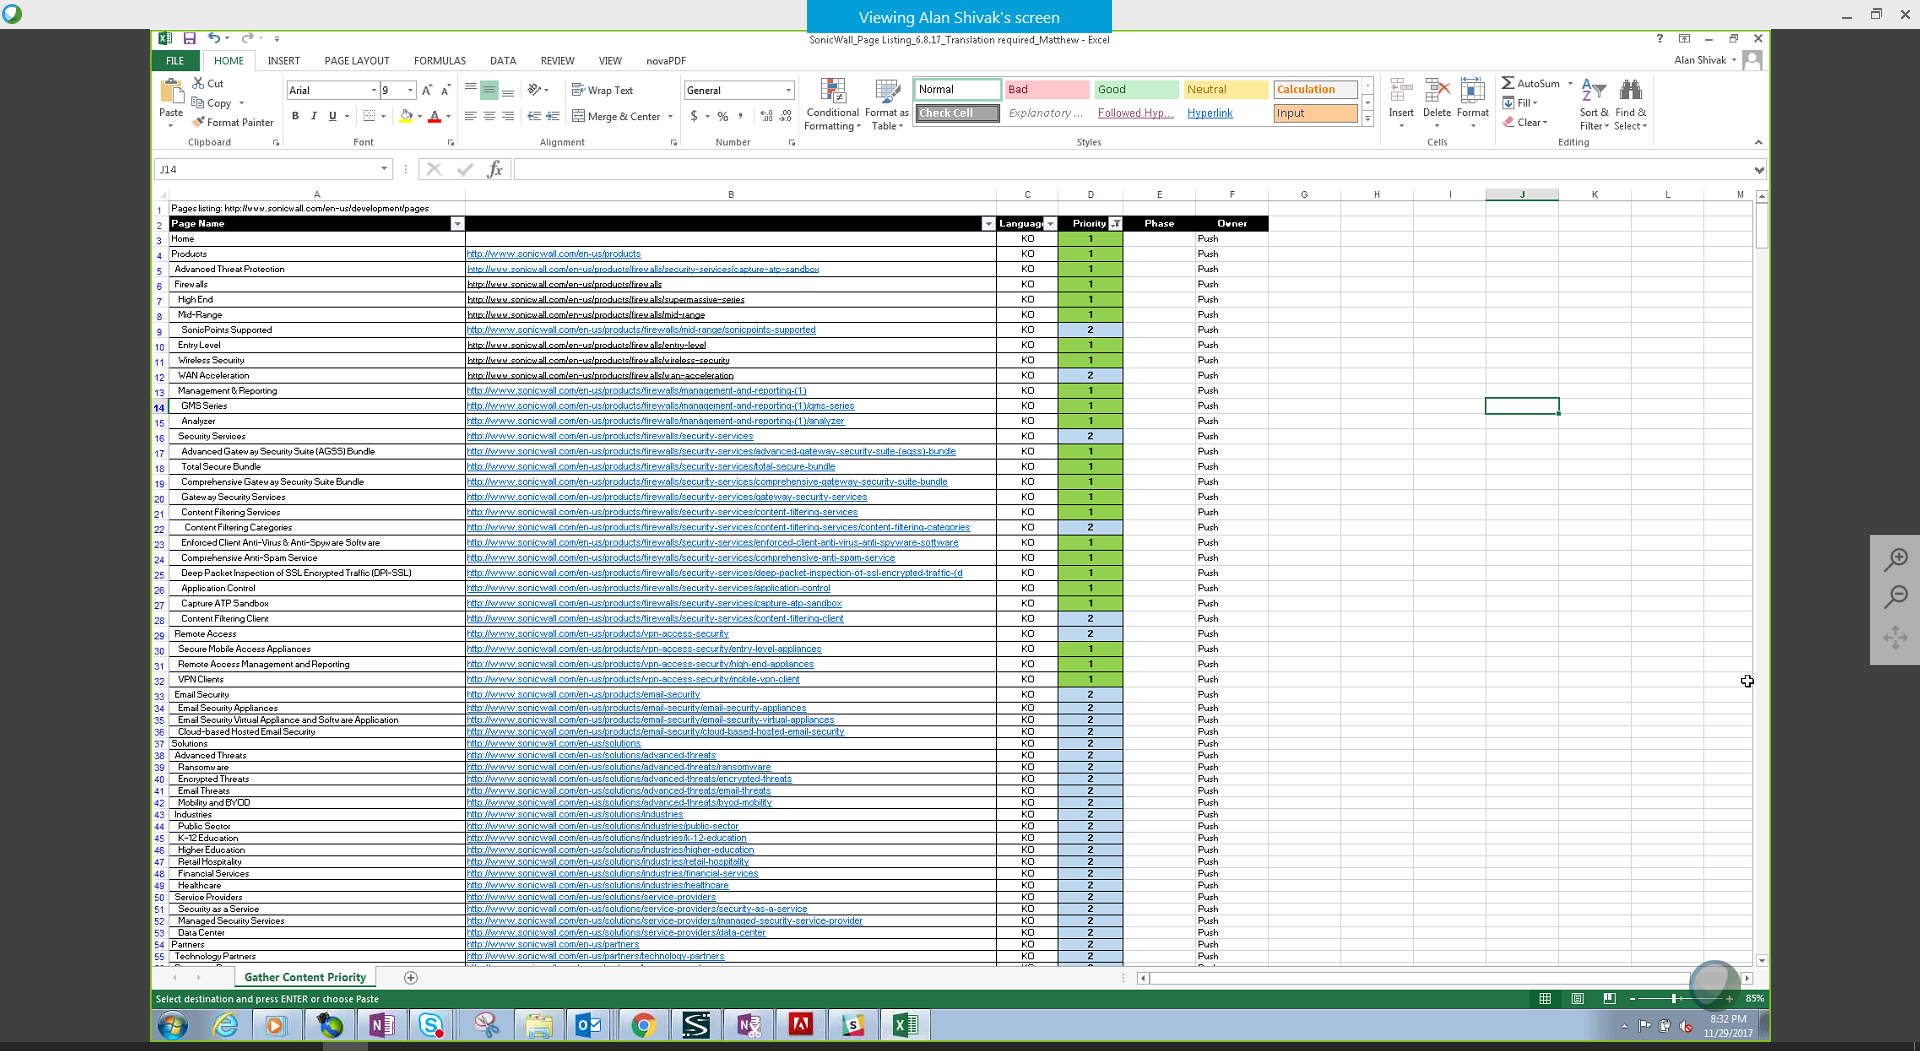 Viewing Alan Shivak's screen
SonicWall_Page Listing_6.8.17_Translation required_Matthew - Excel
FILE HOME INSERT PAGE LAYOUT FORMULAS DATA REVIEW VIEW novaPDF Alan Shivak
Paste Cut Copy Format Painter Clipboard
Arial 9 Font
Wrap Text Merge & Center Alignment
General Number
Conditional Formatting Format as Table
Normal Bad Good Neutral Calculation
Check Cell Explanatory ... Followed Hyp... Hyperlink Input
Styles
Insert Delete Format Cells
AutoSum Fill Clear Sort & Filter Find & Select Editing
J14 fx
A B C D E F G H I J K L M
1 Pages listing: http://www.sonicwall.com/en-us/development/pages
2 Page Name Language Priority Phase Owner
3 Home KO 1 Push
4 Products http://www.sonicwall.com/en-us/products KO 1 Push
5 Advanced Threat Protection http://www.sonicwall.com/en-us/products/firewalls/security-services/capture-atp-sandbox KO 1 Push
6 Firewalls http://www.sonicwall.com/en-us/products/firewalls KO 1 Push
7 High End http://www.sonicwall.com/en-us/products/firewalls/supermassive-series KO 1 Push
8 Mid-Range http://www.sonicwall.com/en-us/products/firewalls/mid-range KO 1 Push
9 SonicPoints Supported http://www.sonicwall.com/en-us/products/firewalls/mid-range/sonicpoints-supported KO 2 Push
10 Entry Level http://www.sonicwall.com/en-us/products/firewalls/entry-level KO 1 Push
11 Wireless Security http://www.sonicwall.com/en-us/products/firewalls/wireless-security KO 1 Push
12 WAN Acceleration http://www.sonicwall.com/en-us/products/firewalls/wan-acceleration KO 2 Push
13 Management & Reporting http://www.sonicwall.com/en-us/products/firewalls/management-and-reporting-(1) KO 1 Push
14 GMS Series http://www.sonicwall.com/en-us/products/firewalls/management-and-reporting-(1)/gms-series KO 1 Push
15 Analyzer http://www.sonicwall.com/en-us/products/firewalls/management-and-reporting-(1)/analyzer KO 1 Push
16 Security Services http://www.sonicwall.com/en-us/products/firewalls/security-services KO 2 Push
17 Advanced Gateway Security Suite (AGSS) Bundle http://www.sonicwall.com/en-us/products/firewalls/security-services/advanced-gateway-security-suite-(agss)-bundle KO 1 Push
18 Total Secure Bundle http://www.sonicwall.com/en-us/products/firewalls/security-services/total-secure-bundle KO 1 Push
19 Comprehensive Gateway Security Suite Bundle http://www.sonicwall.com/en-us/products/firewalls/security-services/comprehensive-gateway-security-suite-bundle KO 1 Push
20 Gateway Security Services http://www.sonicwall.com/en-us/products/firewalls/security-services/gateway-security-services KO 1 Push
21 Content Filtering Services http://www.sonicwall.com/en-us/products/firewalls/security-services/content-filtering-services KO 1 Push
22 Content Filtering Categories http://www.sonicwall.com/en-us/products/firewalls/security-services/content-filtering-services/content-filtering-categories KO 2 Push
23 Enforced Client Anti-Virus & Anti-Spyware Software http://www.sonicwall.com/en-us/products/firewalls/security-services/enforced-client-anti-virus-anti-spyware-software KO 1 Push
24 Comprehensive Anti-Spam Service http://www.sonicwall.com/en-us/products/firewalls/security-services/comprehensive-anti-spam-service KO 1 Push
25 Deep Packet Inspection of SSL Encrypted Traffic (DPI-SSL) http://www.sonicwall.com/en-us/products/firewalls/security-services/deep-packet-inspection-of-ssl-encrypted-traffic-(d KO 1 Push
26 Application Control http://www.sonicwall.com/en-us/products/firewalls/security-services/application-control KO 1 Push
27 Capture ATP Sandbox http://www.sonicwall.com/en-us/products/firewalls/security-services/capture-atp-sandbox KO 1 Push
28 Content Filtering Client http://www.sonicwall.com/en-us/products/firewalls/security-services/content-filtering-client KO 2 Push
29 Remote Access http://www.sonicwall.com/en-us/products/vpn-access-security KO 2 Push
30 Secure Mobile Access Appliances http://www.sonicwall.com/en-us/products/vpn-access-security/entry-level-appliances KO 1 Push
31 Remote Access Management and Reporting http://www.sonicwall.com/en-us/products/vpn-access-security/high-end-appliances KO 1 Push
32 VPN Clients http://www.sonicwall.com/en-us/products/vpn-access-security/mobile-vpn-client KO 1 Push
33 Email Security http://www.sonicwall.com/en-us/products/email-security KO 2 Push
34 Email Security Appliances http://www.sonicwall.com/en-us/products/email-security/email-security-appliances KO 2 Push
35 Email Security Virtual Appliance and Software Application http://www.sonicwall.com/en-us/products/email-security/email-security-virtual-appliances KO 2 Push
36 Cloud-based Hosted Email Security http://www.sonicwall.com/en-us/products/email-security/cloud-based-hosted-email-security KO 2 Push
37 Solutions http://www.sonicwall.com/en-us/solutions KO 2 Push
38 Advanced Threats http://www.sonicwall.com/en-us/solutions/advanced-threats KO 2 Push
39 Ransomware http://www.sonicwall.com/en-us/solutions/advanced-threats/ransomware KO 2 Push
40 Encrypted Threats http://www.sonicwall.com/en-us/solutions/advanced-threats/encrypted-threats KO 2 Push
41 Email Threats http://www.sonicwall.com/en-us/solutions/advanced-threats/email-threats KO 2 Push
42 Mobility and BYOD http://www.sonicwall.com/en-us/solutions/advanced-threats/byod-mobility KO 2 Push
43 Industries http://www.sonicwall.com/en-us/solutions/industries KO 2 Push
44 Public Sector http://www.sonicwall.com/en-us/solutions/industries/public-sector KO 2 Push
45 K-12 Education http://www.sonicwall.com/en-us/solutions/industries/k-12-education KO 2 Push
46 Higher Education http://www.sonicwall.com/en-us/solutions/industries/higher-education KO 2 Push
47 Retail Hospitality http://www.sonicwall.com/en-us/solutions/industries/retail-hospitality KO 2 Push
48 Financial Services http://www.sonicwall.com/en-us/solutions/industries/financial-services KO 2 Push
49 Healthcare http://www.sonicwall.com/en-us/solutions/industries/healthcare KO 2 Push
50 Service Providers http://www.sonicwall.com/en-us/solutions/service-providers KO 2 Push
51 Security as a Service http://www.sonicwall.com/en-us/solutions/service-providers/security-as-a-service KO 2 Push
52 Managed Security Services http://www.sonicwall.com/en-us/solutions/service-providers/managed-security-service-provider KO 2 Push
53 Data Center http://www.sonicwall.com/en-us/solutions/service-providers/data-center KO 2 Push
54 Partners http://www.sonicwall.com/en-us/partners KO 2 Push
55 Technology Partners http://www.sonicwall.com/en-us/partners/technology-partners KO 2 Push
Gather Content Priority
Select destination and press ENTER or choose Paste 85%
8:32 PM
11/29/2017